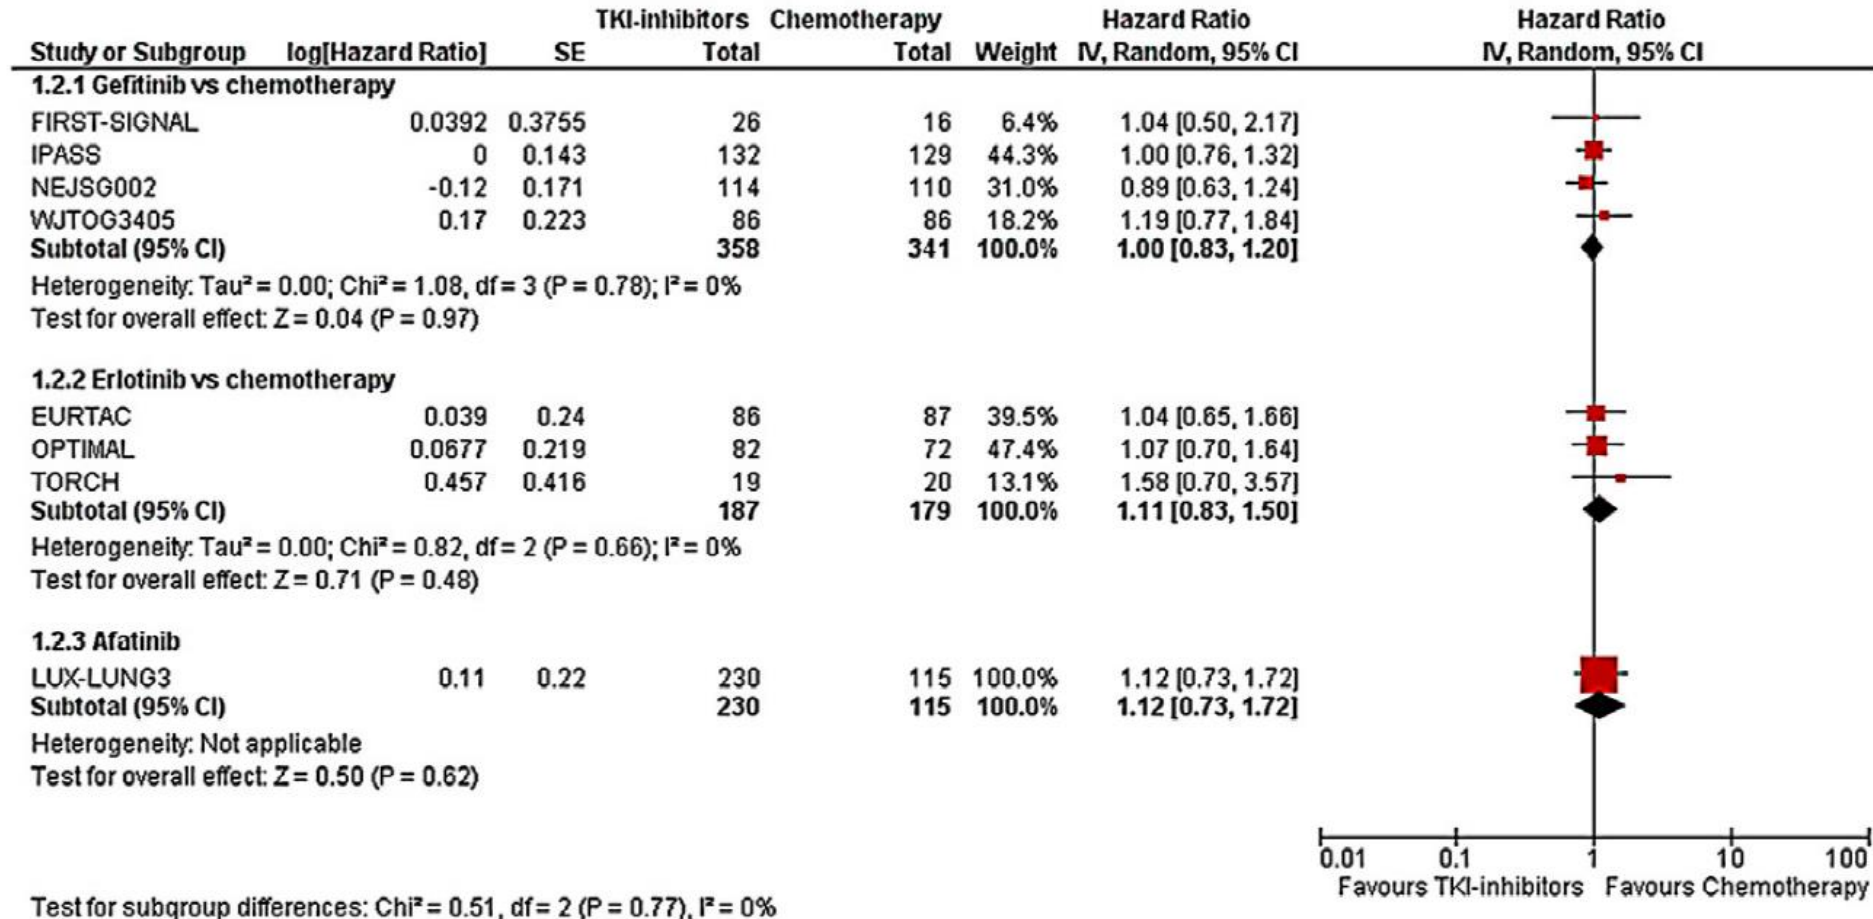 TKI-inhibitors Chemotherapy Hazard Ratio Hazard Ratio
Study or Subgroup log[Hazard Ratio] SE Total Total Weight IV, Random, 95% CI IV, Random, 95% CI
1.2.1 Gefitinib vs chemotherapy
FIRST-SIGNAL 0.0392 0.3755 26 16 6.4% 1.04 [0.50, 2.17]
IPASS 0 0.143 132 129 44.3% 1.00 [0.76, 1.32]
NEJSG002 -0.12 0.171 114 110 31.0% 0.89 [0.63, 1.24]
WJTOG3405 0.17 0.223 86 86 18.2% 1.19 [0.77, 1.84]
Subtotal (95% CI) 358 341 100.0% 1.00 [0.83, 1.20]
Heterogeneity: Tau² = 0.00; Chi² = 1.08, df = 3 (P = 0.78); I² = 0%
Test for overall effect: Z = 0.04 (P = 0.97)
1.2.2 Erlotinib vs chemotherapy
EURTAC 0.039 0.24 86 87 39.5% 1.04 [0.65, 1.66]
OPTIMAL 0.0677 0.219 82 72 47.4% 1.07 [0.70, 1.64]
TORCH 0.457 0.416 19 20 13.1% 1.58 [0.70, 3.57]
Subtotal (95% CI) 187 179 100.0% 1.11 [0.83, 1.50]
Heterogeneity: Tau² = 0.00; Chi² = 0.82, df = 2 (P = 0.66); I² = 0%
Test for overall effect: Z = 0.71 (P = 0.48)
1.2.3 Afatinib
LUX-LUNG3 0.11 0.22 230 115 100.0% 1.12 [0.73, 1.72]
Subtotal (95% CI) 230 115 100.0% 1.12 [0.73, 1.72]
Heterogeneity: Not applicable
Test for overall effect: Z = 0.50 (P = 0.62)
0.01 0.1 1 10 100
Favours TKI-inhibitors Favours Chemotherapy
Test for subgroup differences: Chi² = 0.51, df = 2 (P = 0.77), I² = 0%